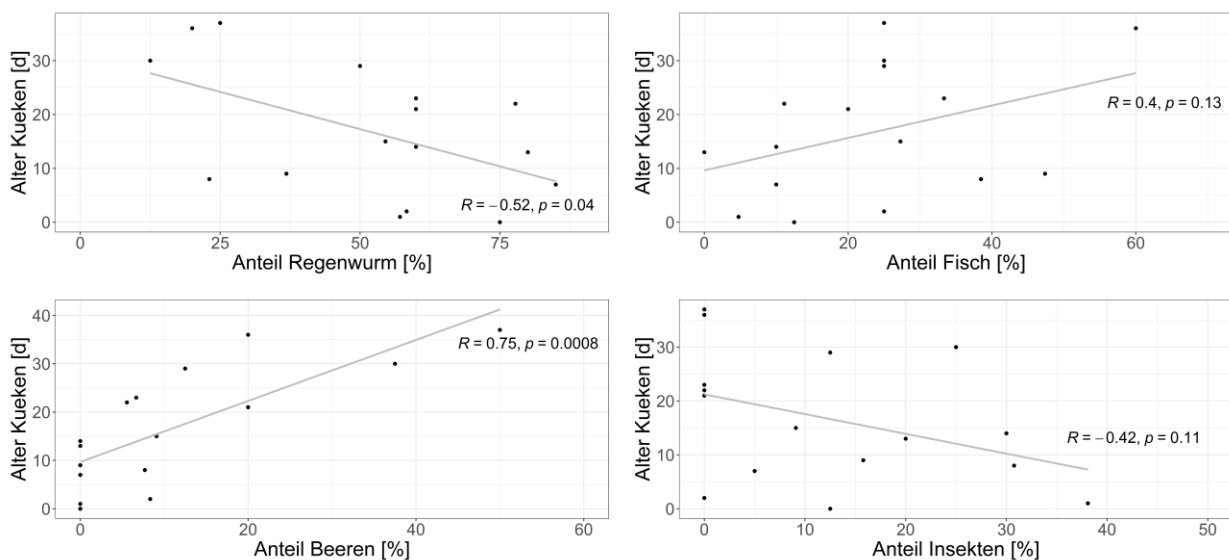 Alter Kueken [d]
30
20
10
0
R = −0.52, p = 0.04
0 25 50 75
Anteil Regenwurm [%]
Alter Kueken [d]
30
20
10
0
R = 0.4, p = 0.13
0 20 40 60
Anteil Fisch [%]
Alter Kueken [d]
40
30
20
10
0
R = 0.75, p = 0.0008
0 20 40 60
Anteil Beeren [%]
Alter Kueken [d]
30
20
10
0
R = −0.42, p = 0.11
0 10 20 30 40 50
Anteil Insekten [%]